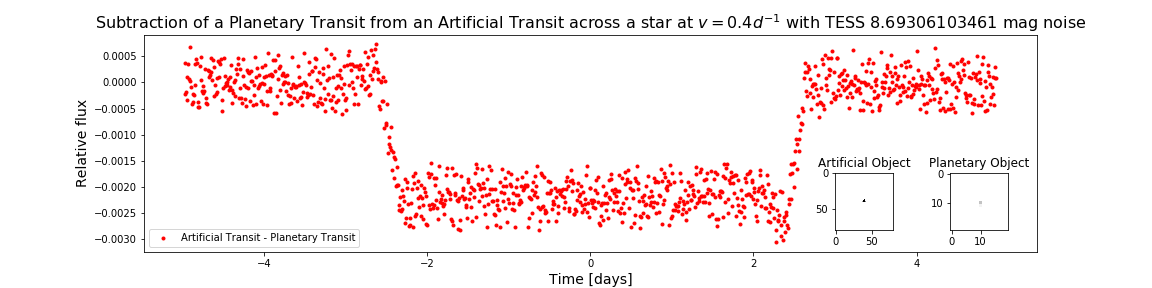 Subtraction of a Planetary Transit from an Artificial Transit across a star at v = 0.4d⁻¹ with TESS 8.69306103461 mag noise
Relative flux
0.0005
0.0000
−0.0005
−0.0010
−0.0015
−0.0020
−0.0025
−0.0030
Artificial Transit - Planetary Transit
Artificial Object
0
50
0 50
Planetary Object
0
10
0 10
−4 −2 0 2 4
Time [days]